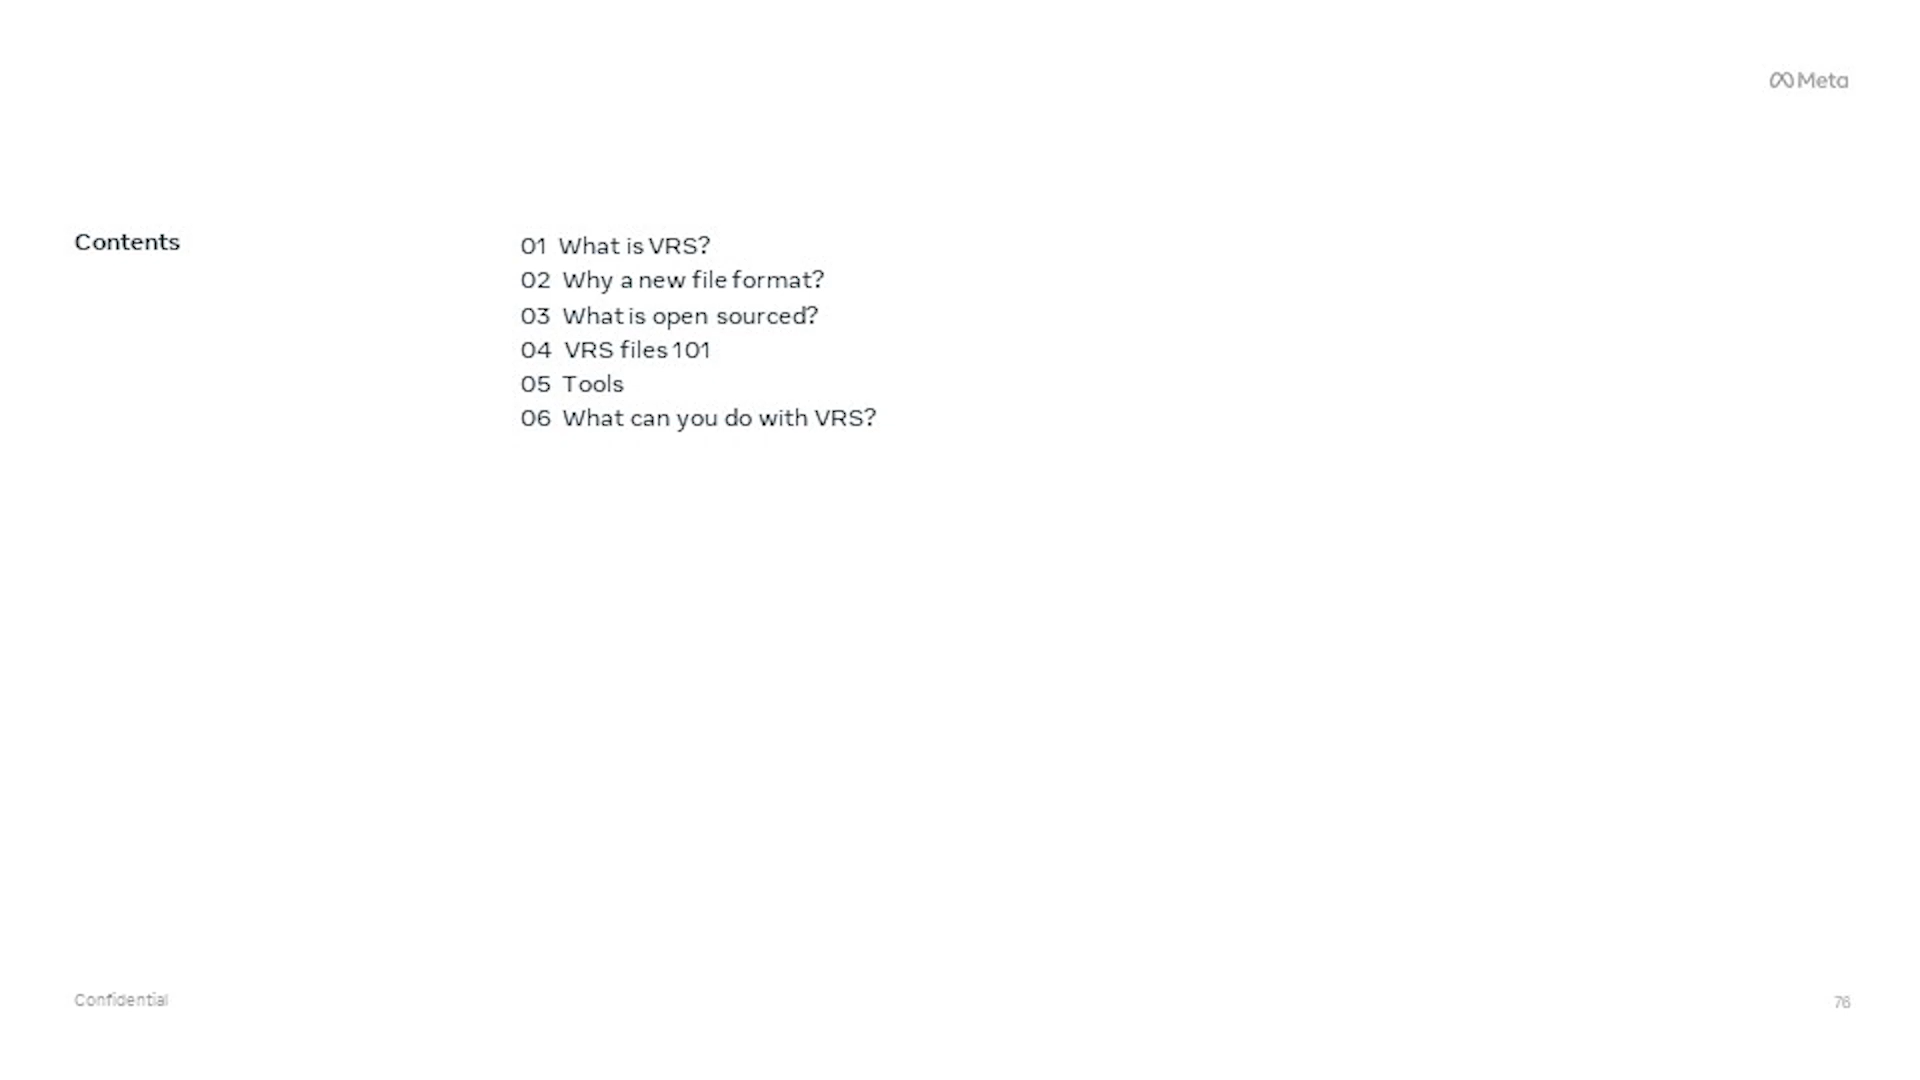 Meta
Contents
01 What is VRS?
02 Why a new file format?
03 What is open sourced?
04 VRS files 101
05 Tools
06 What can you do with VRS?
Confidential
76